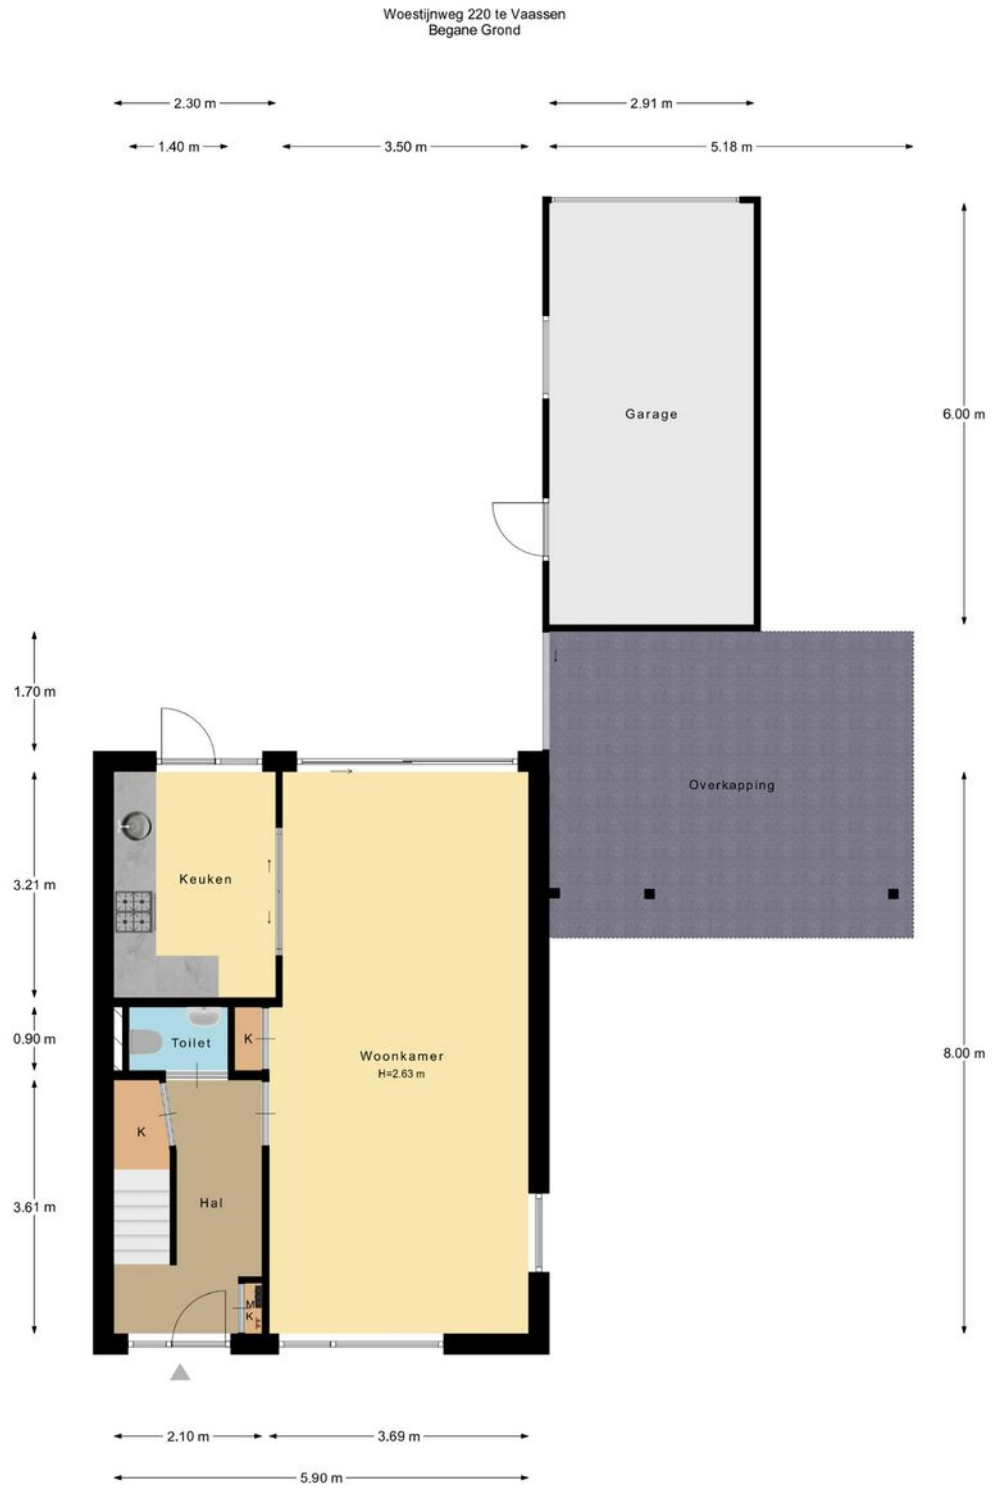 Woestijnweg 220 te Vaassen
Begane Grond
2.30 m
2.91 m
1.40 m
3.50 m
5.18 m
Garage
6.00 m
1.70 m
Overkapping
Keuken
3.21 m
0.90 m
Toilet
K
Woonkamer
H=2.63 m
8.00 m
K
Hal
3.61 m
M
K
2.10 m
3.69 m
5.90 m